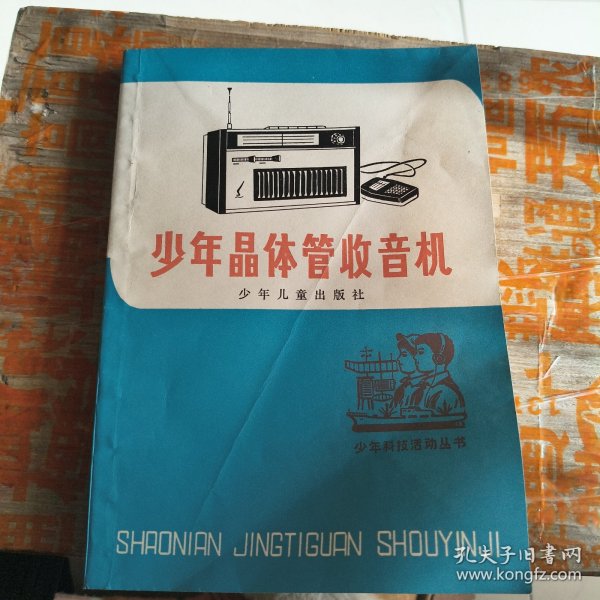 少年晶体管收音机
少年儿童出版社
少年科技活动丛书
SHAONIAN JINGTIGUAN SHOUYINJI
孔夫子旧书网
www.kongfz.com